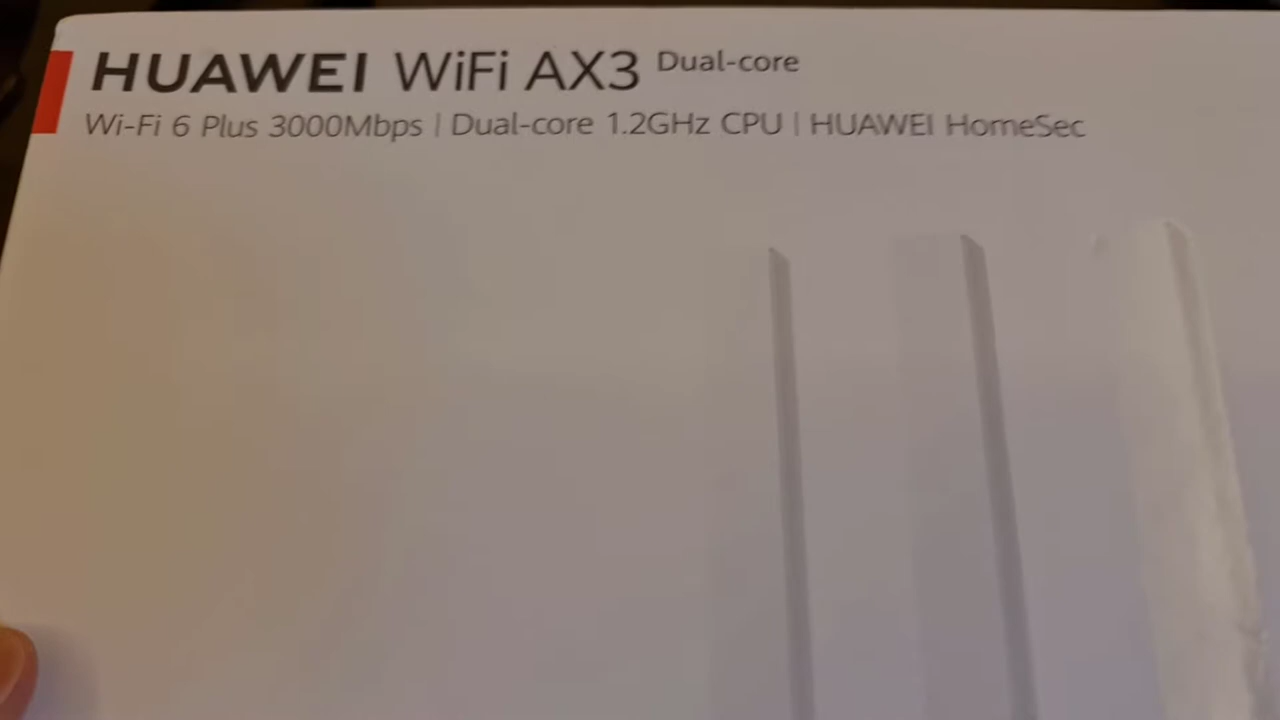 HUAWEI WiFi AX3 Dual-core
Wi-Fi 6 Plus 3000Mbps | Dual-core 1.2GHz CPU | HUAWEI HomeSec